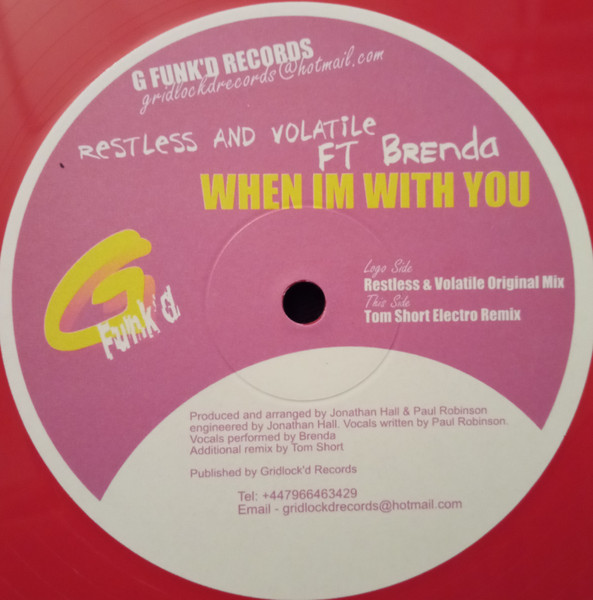 G FUNK'D RECORDS
gridlockdrecords@hotmail.com
RESTLESS AND VOLATILE
FT BRENDA
WHEN IM WITH YOU
Logo Side
Restless & Volatile Original Mix
This Side
Tom Short Electro Remix
G
Funk'd
Produced and arranged by Jonathan Hall & Paul Robinson
engineered by Jonathan Hall. Vocals written by Paul Robinson.
Vocals performed by Brenda
Additional remix by Tom Short
Published by Gridlock'd Records
Tel: +447966463429
Email - gridlockdrecords@hotmail.com